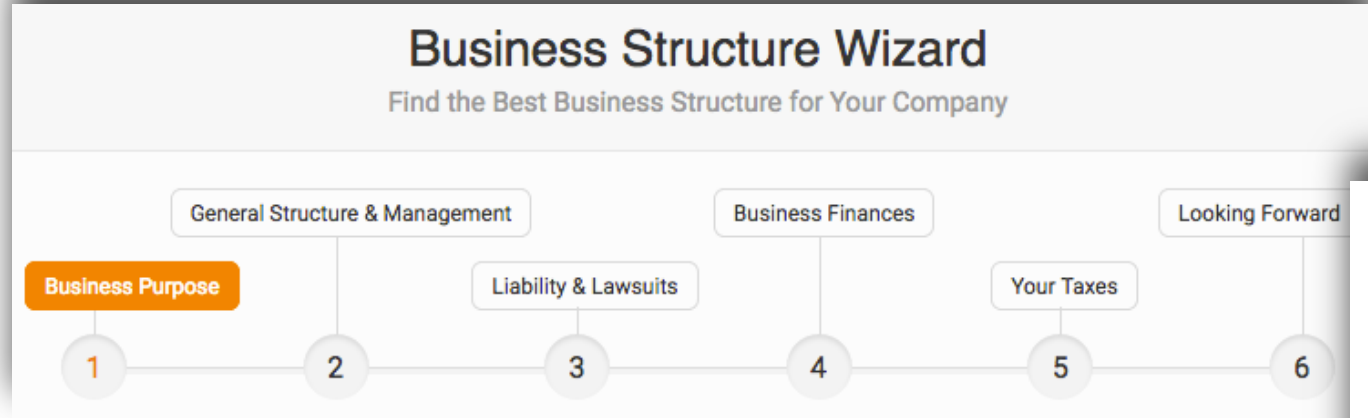 Business Structure Wizard
Find the Best Business Structure for Your Company
General Structure & Management
Business Finances
Looking Forward
Business Purpose
Liability & Lawsuits
Your Taxes
1
2
3
4
5
6